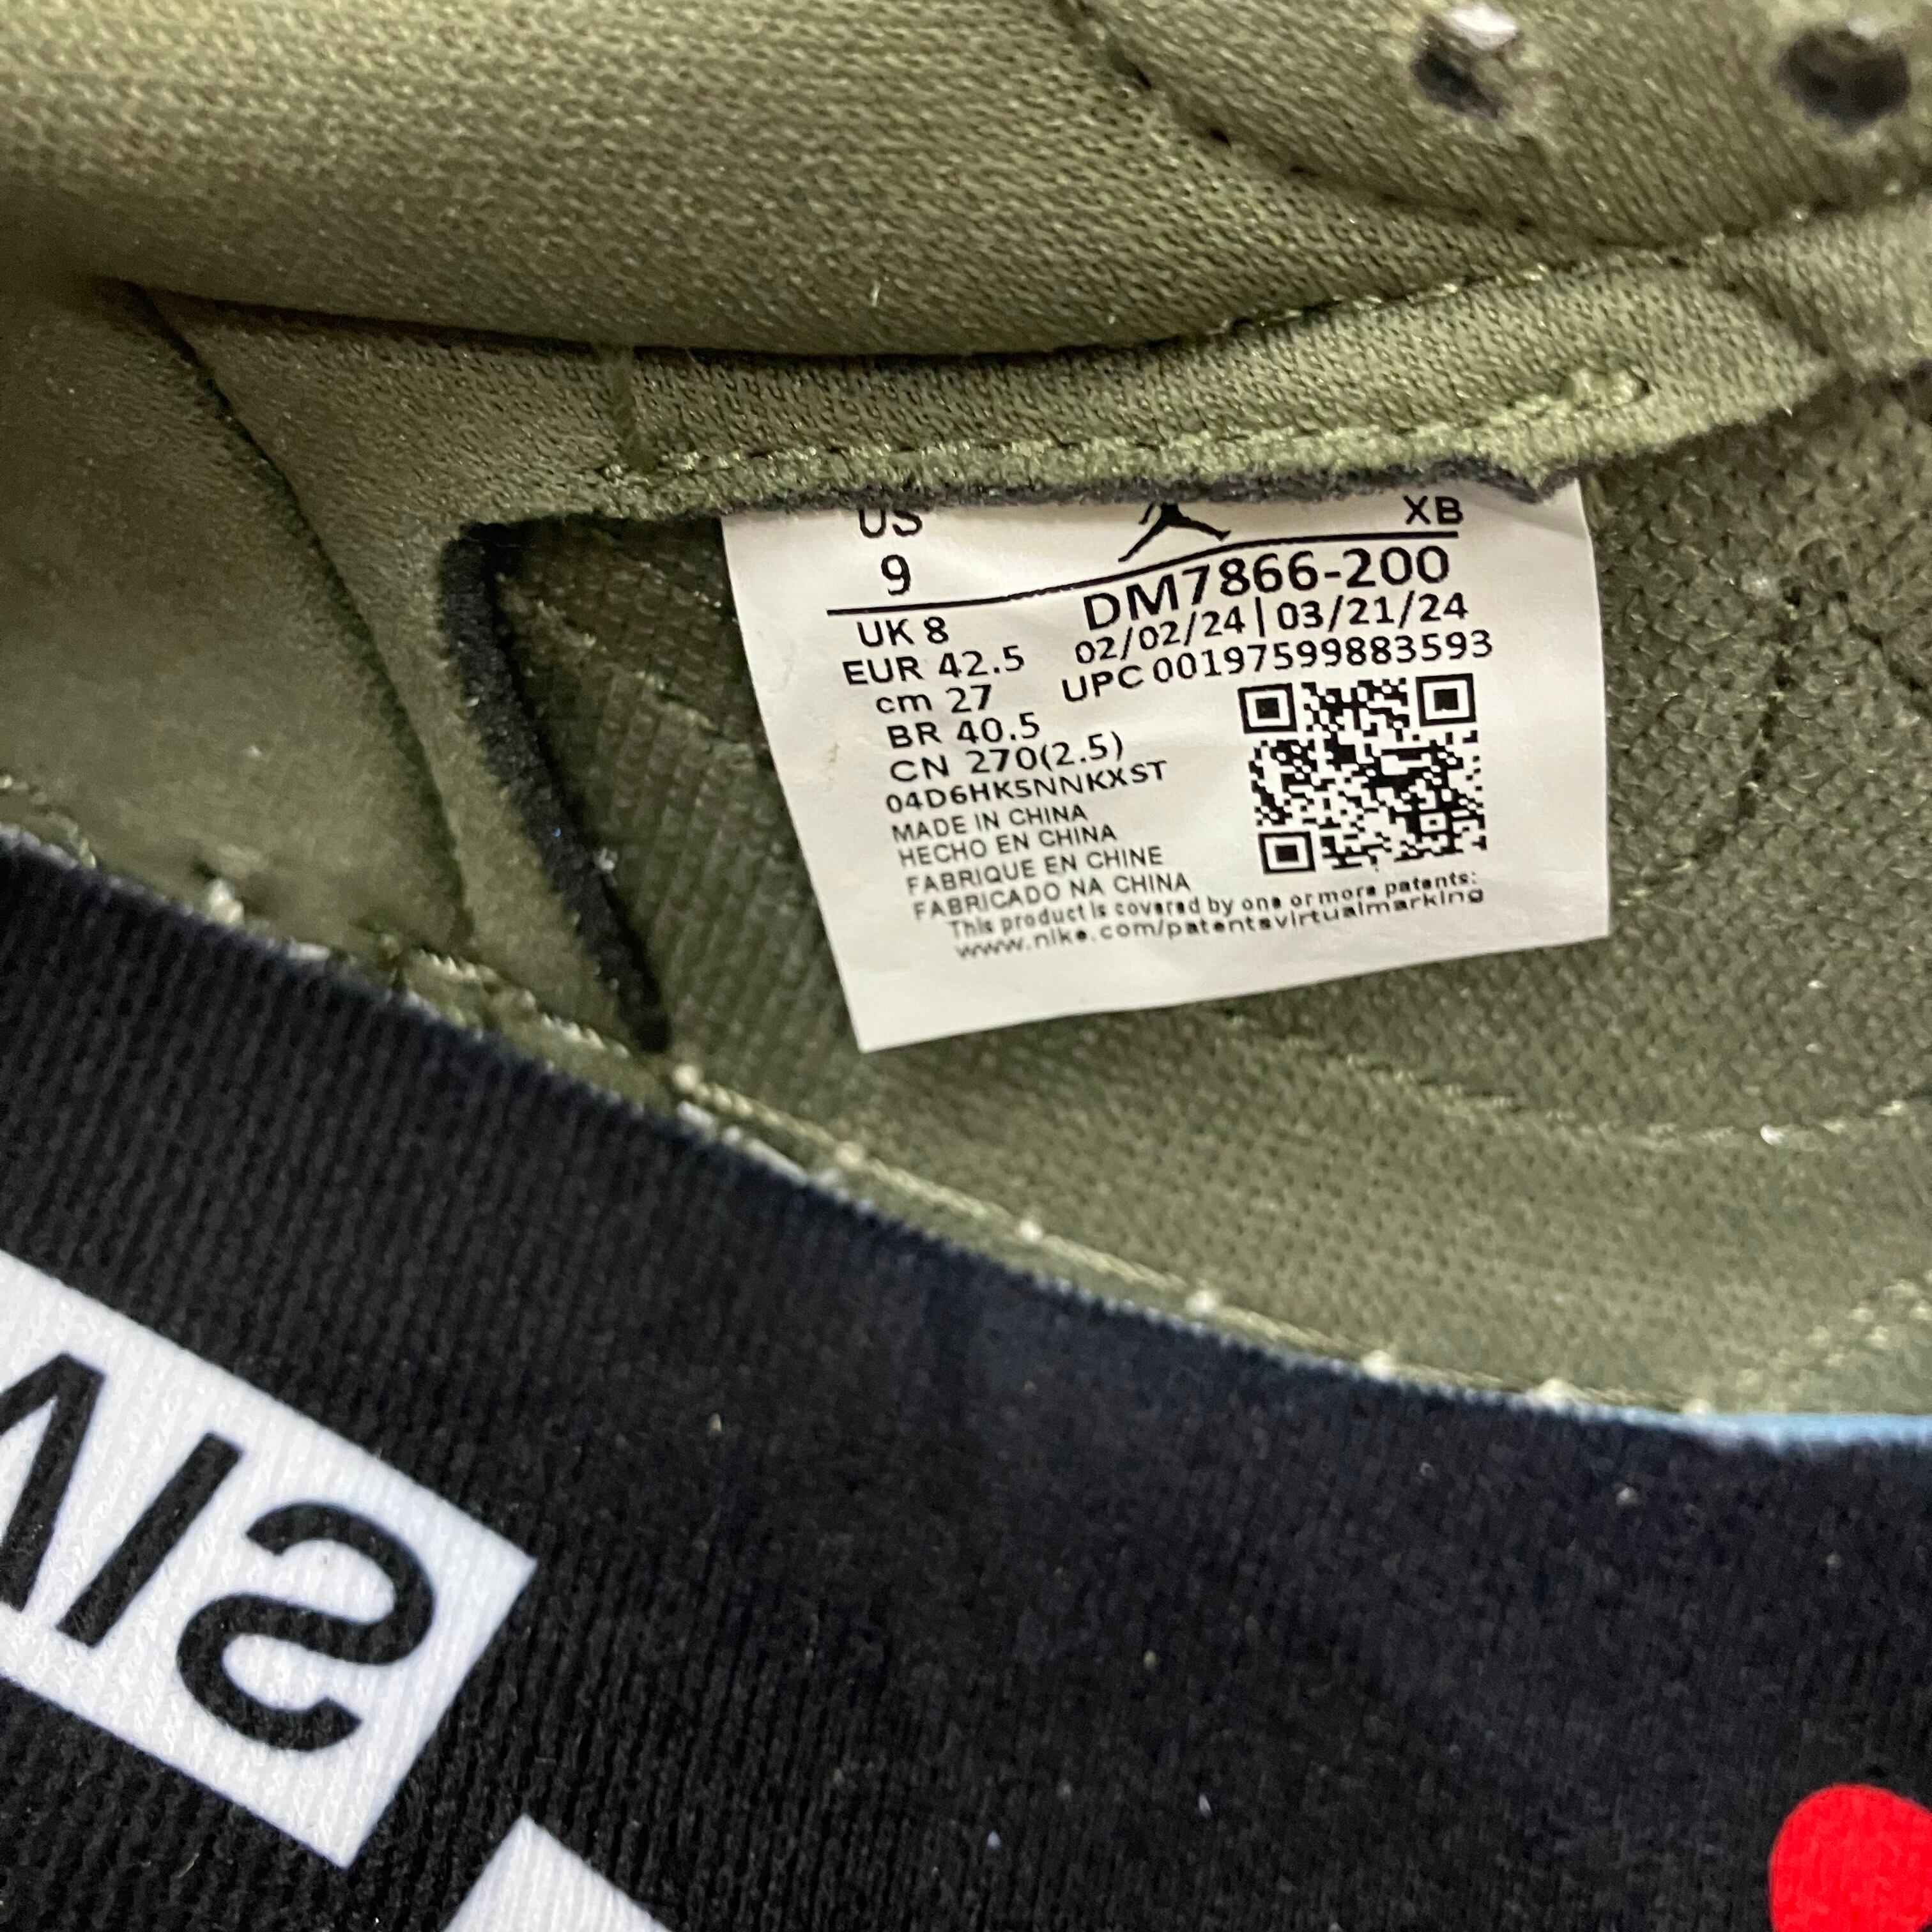 US
XB
9
DM7866-200
UK 8
02/02/24|03/21/24
EUR 42.5
UPC 00197599883593
cm 27
BR 40.5
CN 270(2.5)
04D6HK5NNKXST
MADE IN CHINA
HECHO EN CHINA
FABRIQUE EN CHINE
FABRICADO NA CHINA
This product is covered by one or more patents:
www.nike.com/patentsvirtualmarking